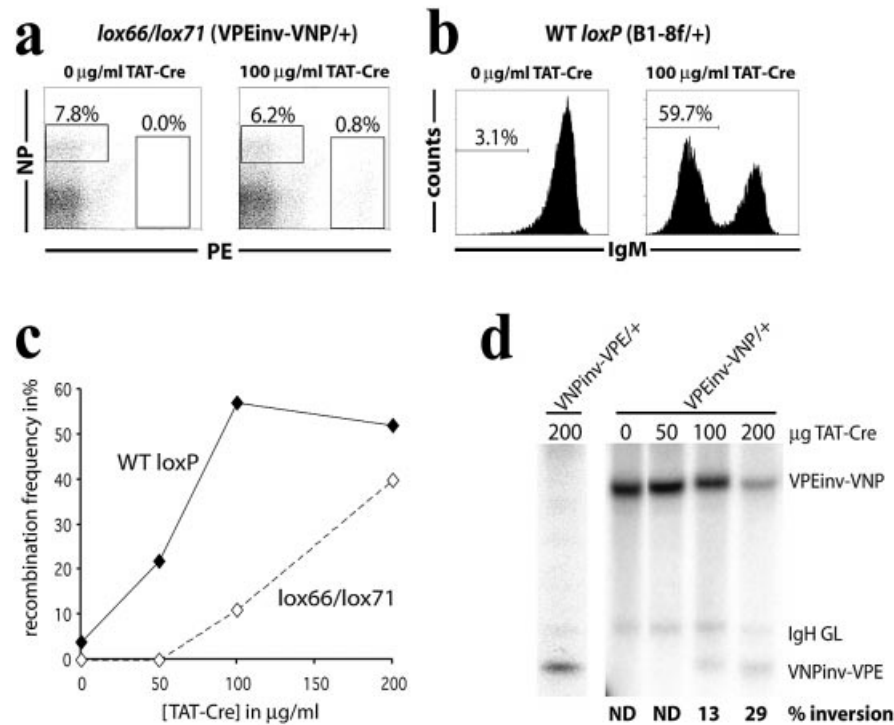 a
lox66/lox71 (VPEinv-VNP/+)
0 µg/ml TAT-Cre
100 µg/ml TAT-Cre
7.8%
0.0%
6.2%
0.8%
NP
PE
b
WT loxP (B1-8f/+)
0 µg/ml TAT-Cre
100 µg/ml TAT-Cre
3.1%
59.7%
counts
IgM
c
recombination frequency in%
60
50
40
30
20
10
0
WT loxP
lox66/lox71
0
50
100
200
[TAT-Cre] in µg/ml
d
VNPinv-VPE/+
VPEinv-VNP/+
200
0
50
100
200
µg TAT-Cre
VPEinv-VNP
IgH GL
VNPinv-VPE
ND
ND
13
29
% inversion